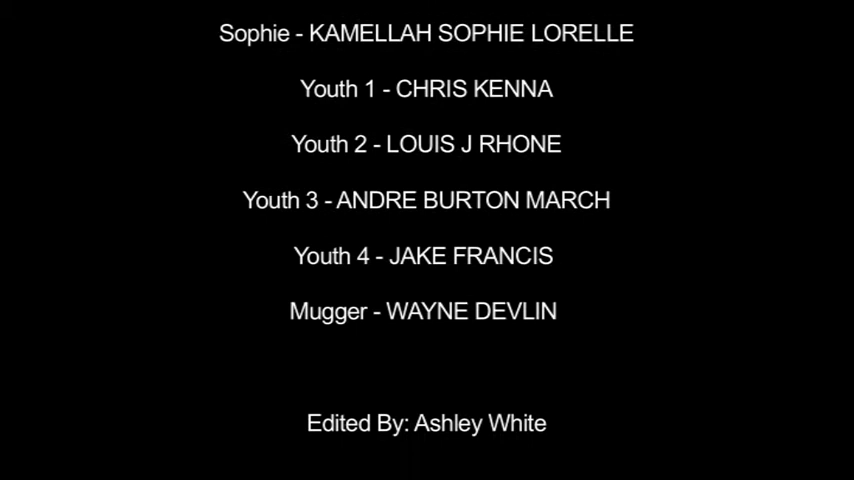 Sophie - KAMELLAH SOPHIE LORELLE
Youth 1 - CHRIS KENNA
Youth 2 - LOUIS J RHONE
Youth 3 - ANDRE BURTON MARCH
Youth 4 - JAKE FRANCIS
Mugger - WAYNE DEVLIN
Edited By: Ashley White